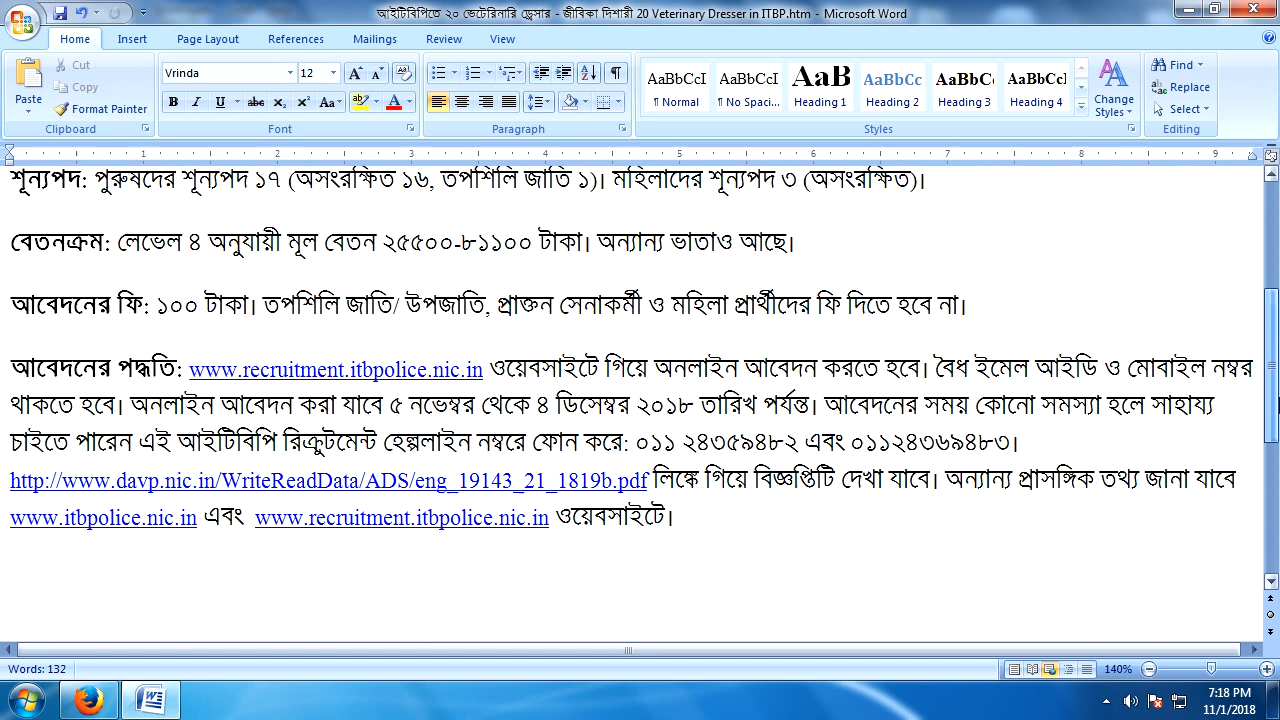 আইটিবিপিতে ২০ ভেটেরিনারি ড্রেসার - জীবিকা দিশারী 20 Veterinary Dresser in ITBP.htm - Microsoft Word
Home Insert Page Layout References Mailings Review View
Paste Cut Copy Format Painter Clipboard
Vrinda 12 Font
Paragraph
AaBbCcI AaBbCcI AaB AaBbCc AaBbCc AaBbCcl
¶ Normal ¶ No Spaci... Heading 1 Heading 2 Heading 3 Heading 4 Change Styles Styles
Find Replace Select Editing
1 2 3 4 5 6 7 8 9
শূন্যপদ: পুরুষদের শূন্যপদ ১৭ (অসংরক্ষিত ১৬, তপশিলি জাতি ১)। মহিলাদের শূন্যপদ ৩ (অসংরক্ষিত)।
বেতনক্রম: লেভেল ৪ অনুযায়ী মূল বেতন ২৫৫০০-৮১১০০ টাকা। অন্যান্য ভাতাও আছে।
আবেদনের ফি: ১০০ টাকা। তপশিলি জাতি/ উপজাতি, প্রাক্তন সেনাকর্মী ও মহিলা প্রার্থীদের ফি দিতে হবে না।
আবেদনের পদ্ধতি: www.recruitment.itbpolice.nic.in ওয়েবসাইটে গিয়ে অনলাইন আবেদন করতে হবে। বৈধ ইমেল আইডি ও মোবাইল নম্বর
থাকতে হবে। অনলাইন আবেদন করা যাবে ৫ নভেম্বর থেকে ৪ ডিসেম্বর ২০১৮ তারিখ পর্যন্ত। আবেদনের সময় কোনো সমস্যা হলে সাহায্য
চাইতে পারেন এই আইটিবিপি রিক্রুটমেন্ট হেল্পলাইন নম্বরে ফোন করে: ০১১ ২৪৩৫৯৪৮২ এবং ০১১২৪৩৬৯৪৮৩।
http://www.davp.nic.in/WriteReadData/ADS/eng_19143_21_1819b.pdf লিঙ্কে গিয়ে বিজ্ঞপ্তিটি দেখা যাবে। অন্যান্য প্রাসঙ্গিক তথ্য জানা যাবে
www.itbpolice.nic.in এবং www.recruitment.itbpolice.nic.in ওয়েবসাইটে।
Words: 132 140%
7:18 PM
11/1/2018